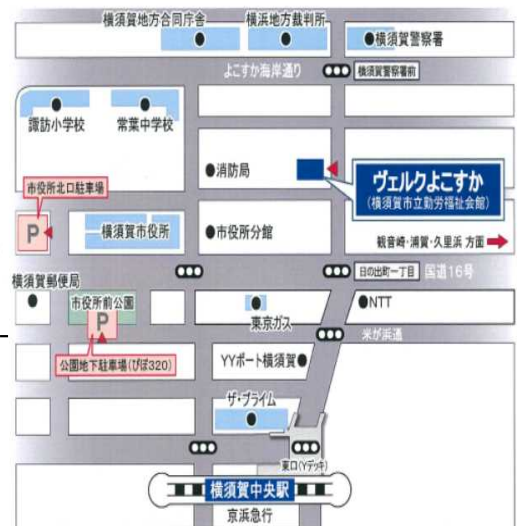 横須賀地方合同庁舎
横浜地方裁判所
横須賀警察署
よこすか海岸通り
横須賀警察署前
諏訪小学校
常葉中学校
消防局
ヴェルクよこすか
(横須賀市立勤労福祉会館)
市役所北口駐車場
P
横須賀市役所
市役所分館
観音崎・浦賀・久里浜 方面
横須賀郵便局
日の出町一丁目
国道16号
市役所前公園
P
東京ガス
NTT
米が浜通
公園地下駐車場(ぴぽ320)
YYポート横須賀
ザ・プライム
東口(Yデッキ)
横須賀中央駅
京浜急行